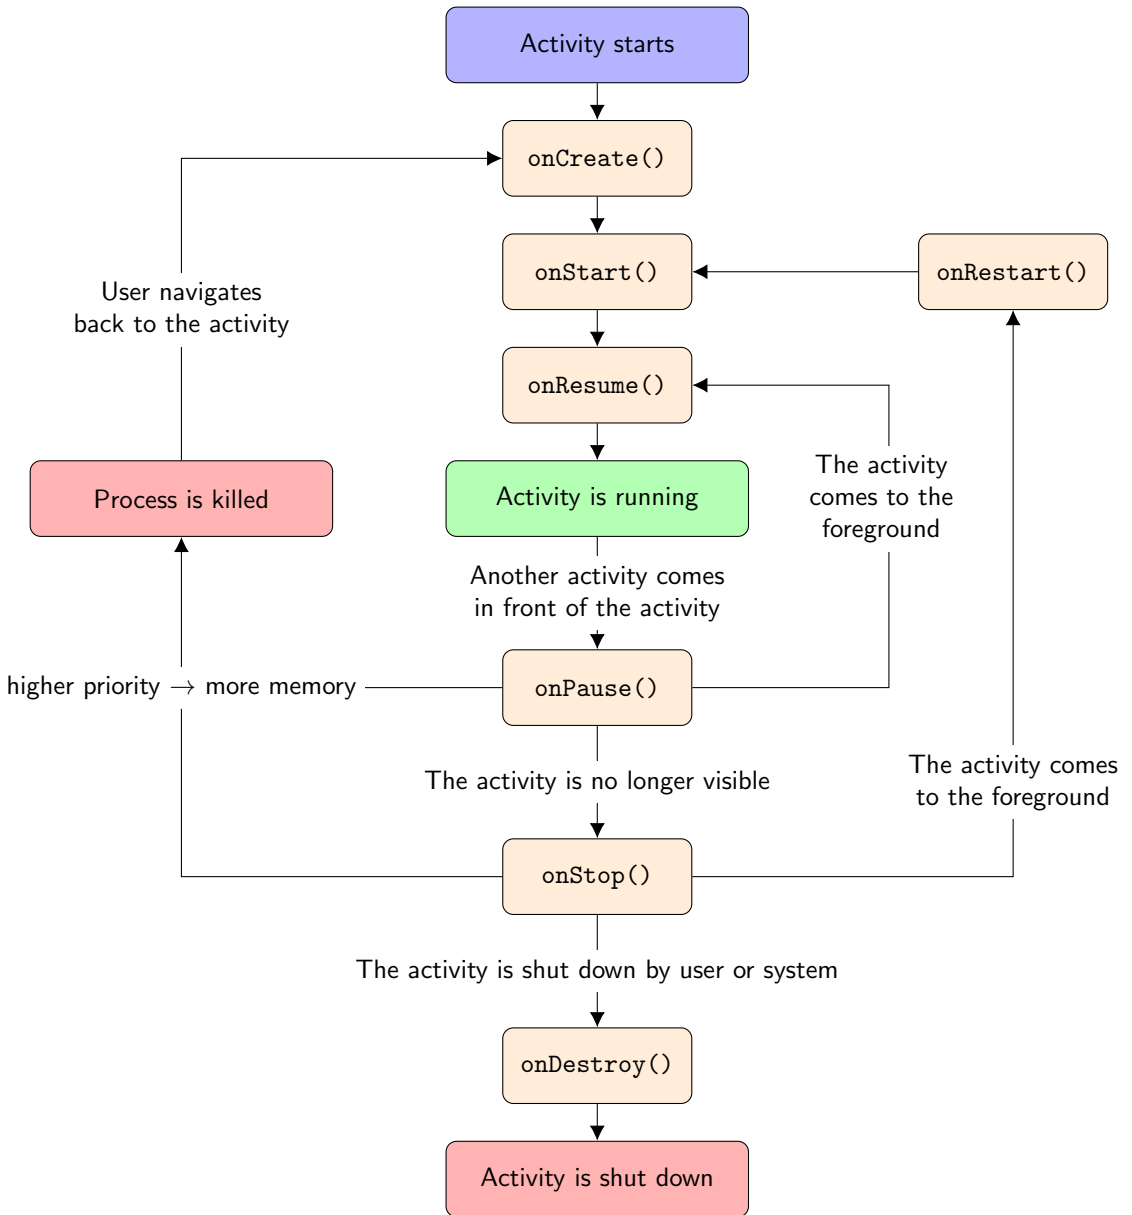 Activity starts
onCreate()
onStart()
onRestart()
User navigates
back to the activity
onResume()
The activity
comes to the
foreground
Process is killed
Activity is running
Another activity comes
in front of the activity
higher priority → more memory
onPause()
The activity is no longer visible
The activity comes
to the foreground
onStop()
The activity is shut down by user or system
onDestroy()
Activity is shut down